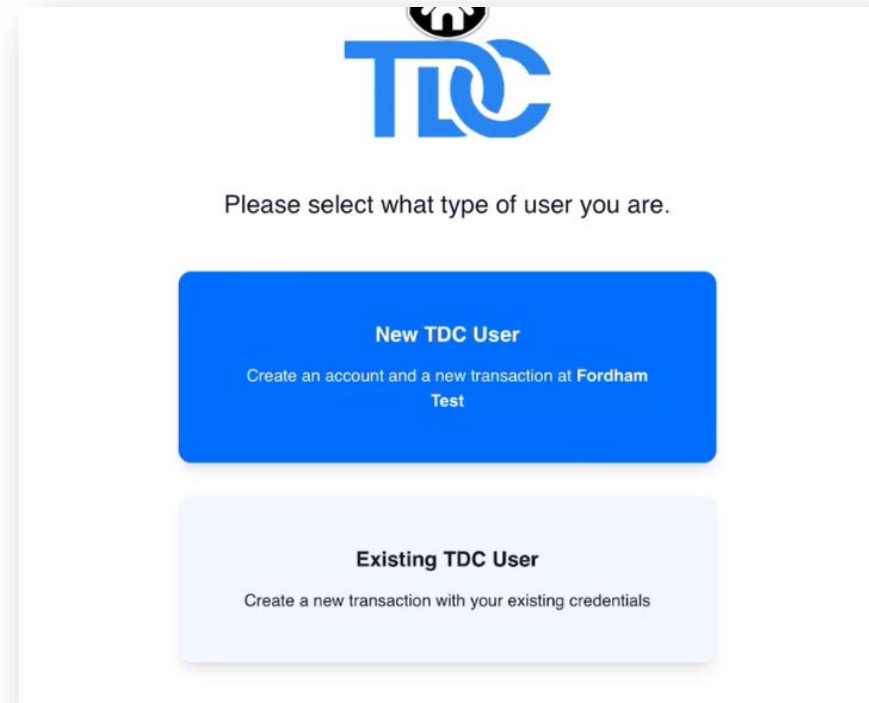 TDC
Please select what type of user you are.
New TDC User
Create an account and a new transaction at Fordham
Test
Existing TDC User
Create a new transaction with your existing credentials